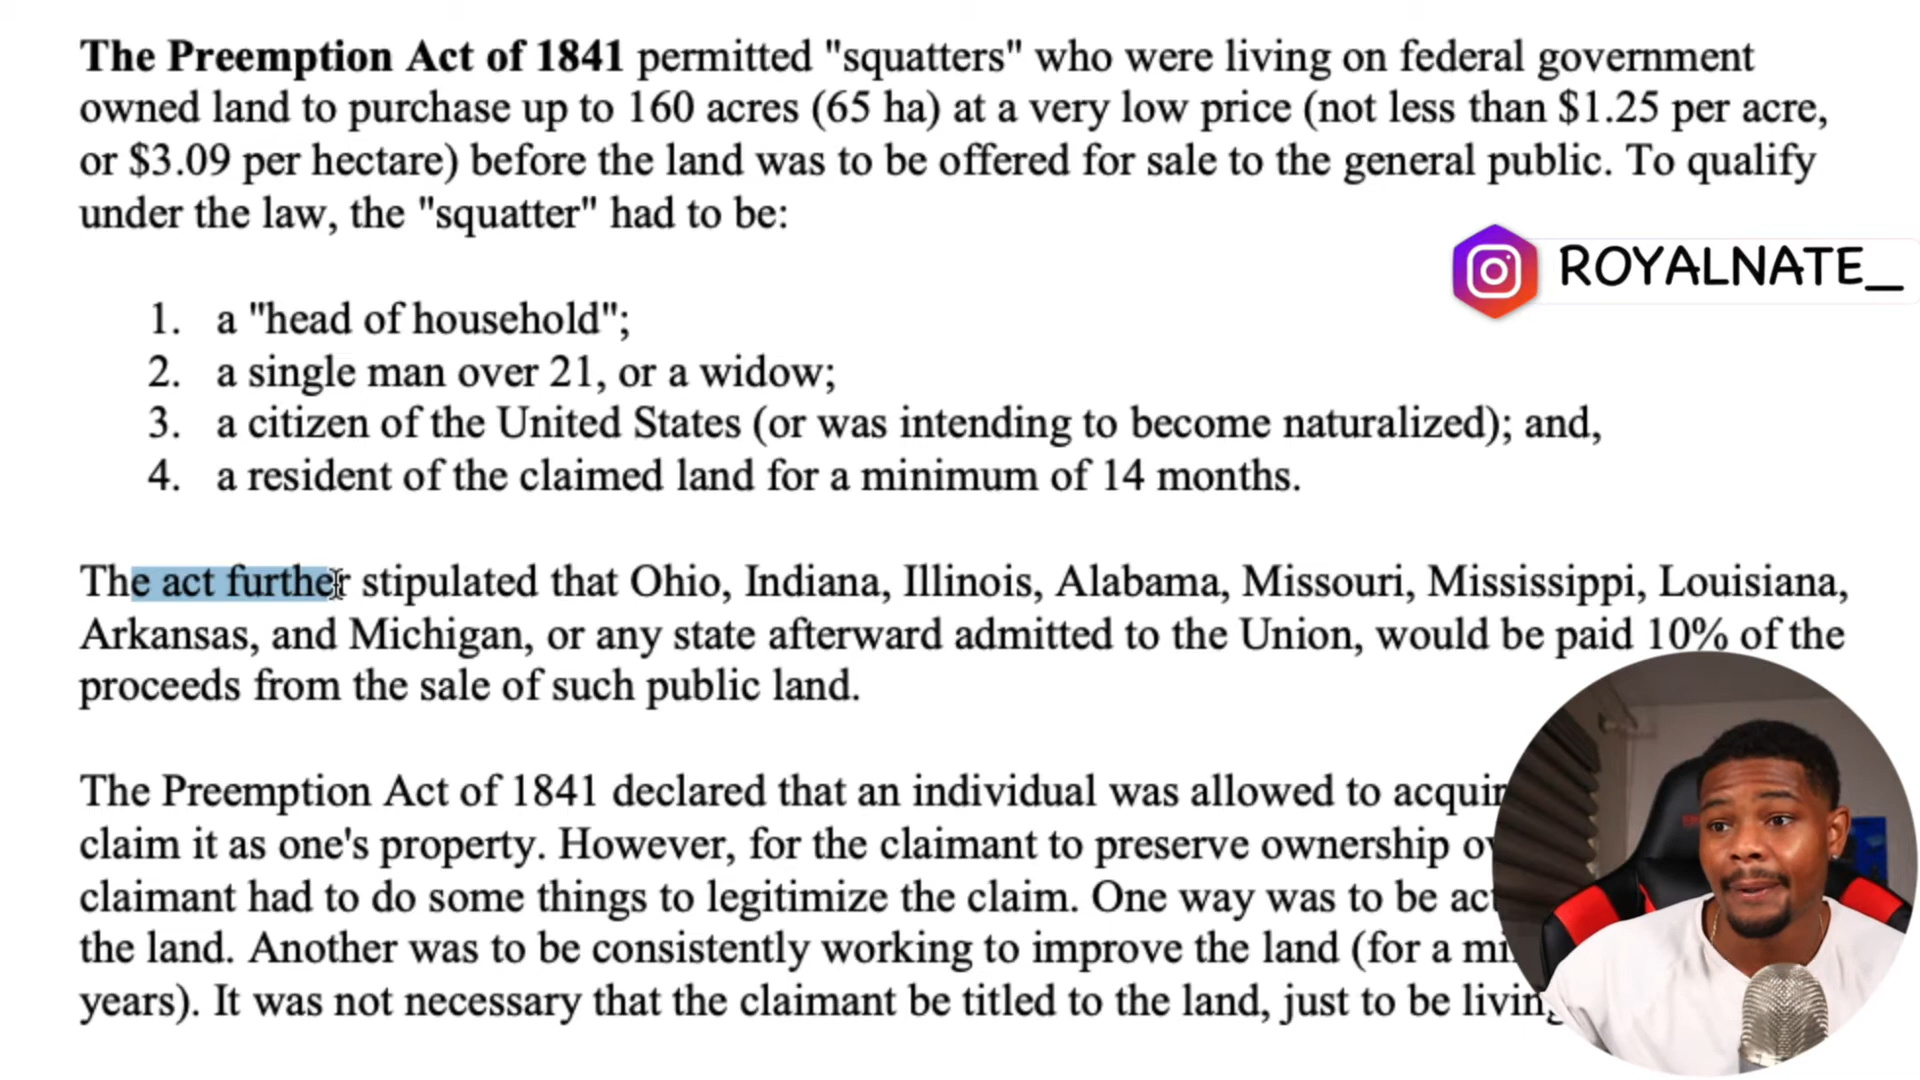 The Preemption Act of 1841 permitted "squatters" who were living on federal government
owned land to purchase up to 160 acres (65 ha) at a very low price (not less than $1.25 per acre,
or $3.09 per hectare) before the land was to be offered for sale to the general public. To qualify
under the law, the "squatter" had to be:
ROYALNATE_
1. a "head of household";
2. a single man over 21, or a widow;
3. a citizen of the United States (or was intending to become naturalized); and,
4. a resident of the claimed land for a minimum of 14 months.
The act further stipulated that Ohio, Indiana, Illinois, Alabama, Missouri, Mississippi, Louisiana,
Arkansas, and Michigan, or any state afterward admitted to the Union, would be paid 10% of the
proceeds from the sale of such public land.
The Preemption Act of 1841 declared that an individual was allowed to
claim it as one's property. However, for the claimant to preserve ownership
claimant had to do some things to legitimize the claim. One way was to be
the land. Another was to be consistently working to improve the land (for a
years). It was not necessary that the claimant be titled to the land, just to be